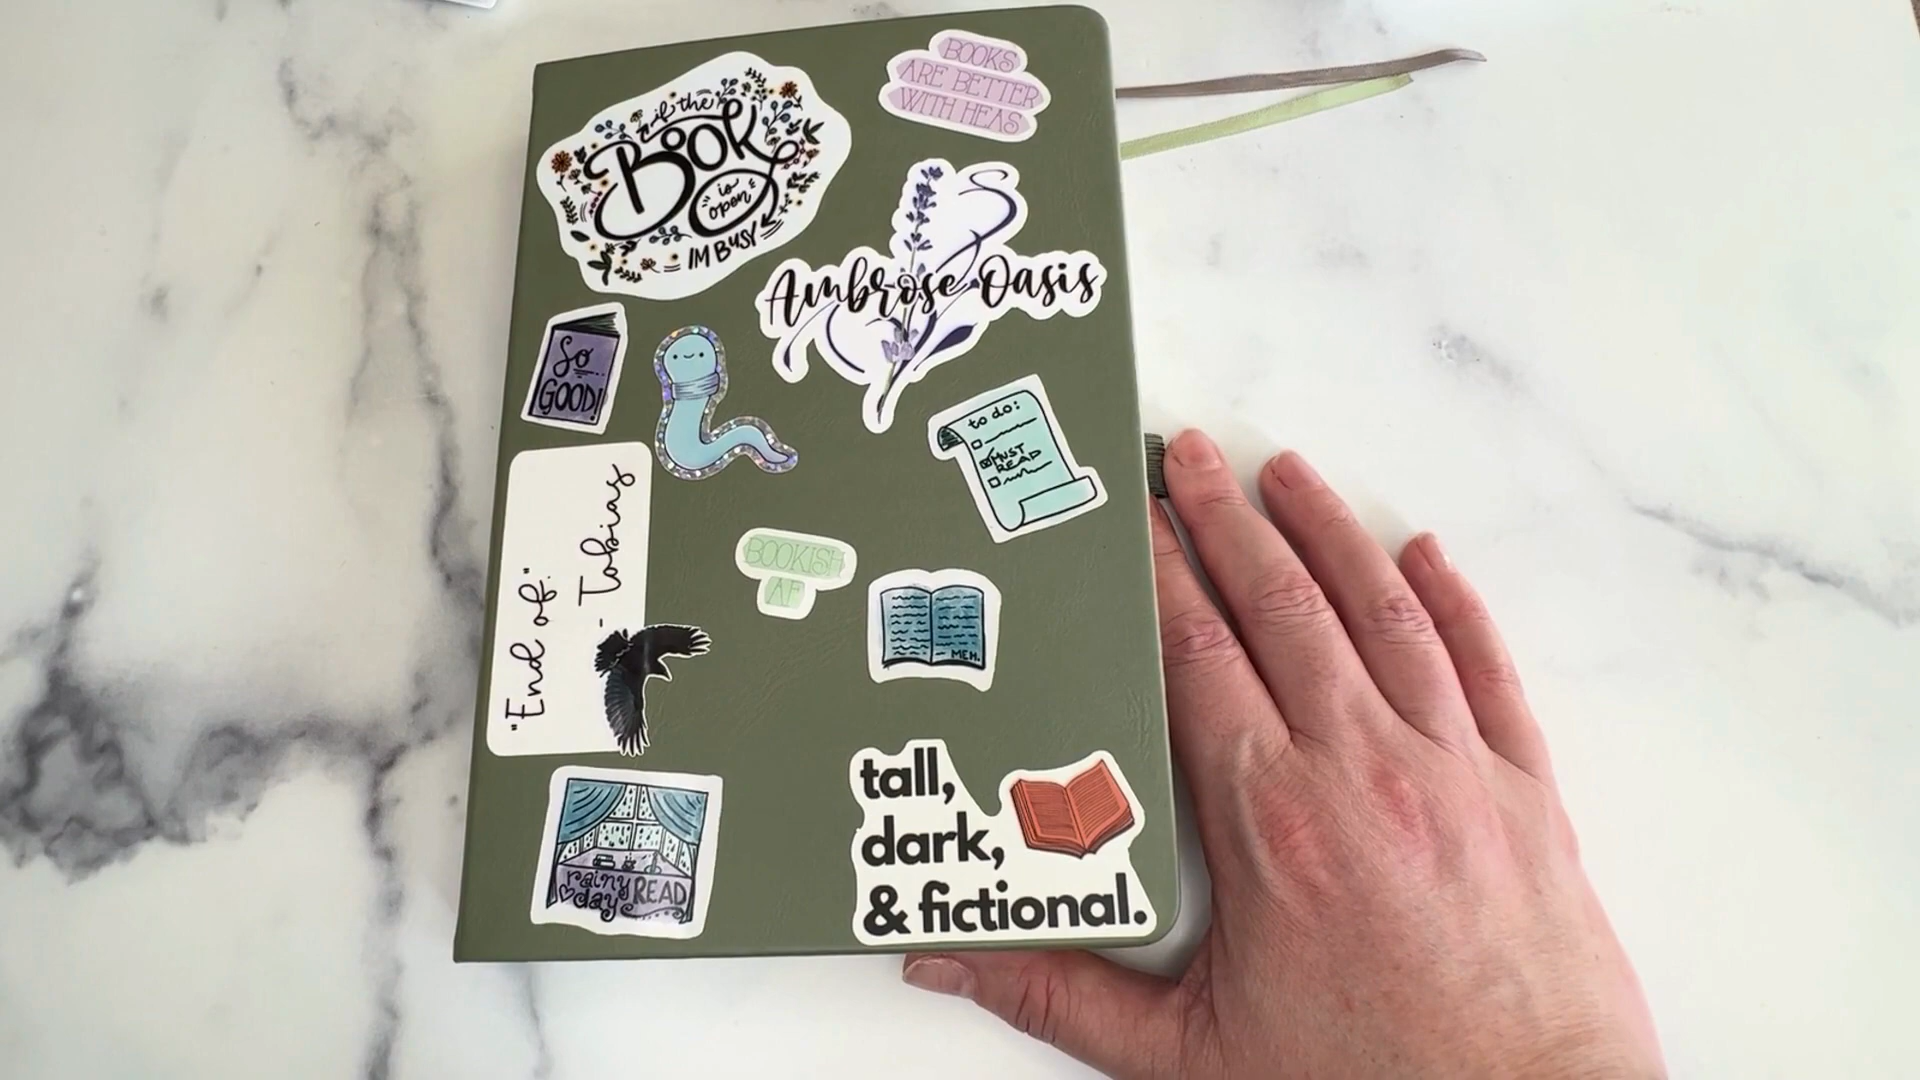 if the
Book
is
"open"
I'M BUSY
BOOKS
ARE BETTER
WITH HEAS
Ambrose Oasis
So
GOOD!
to do:
MUST
READ
"End of."
- Tobias
BOOKISH
AF
MEH.
rainy
day READ
tall,
dark,
& fictional.